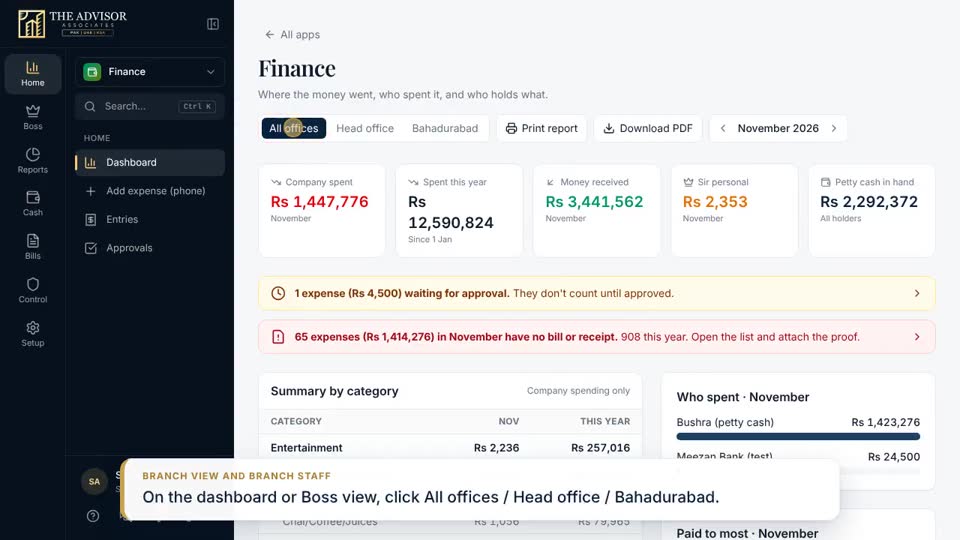 THE ADVISOR
ASSOCIATES
Home
Boss
Reports
Cash
Bills
Control
Setup
Finance
Search...
Ctrl K
HOME
Dashboard
Add expense (phone)
Entries
Approvals
SA
All apps
Finance
Where the money went, who spent it, and who holds what.
All offices
Head office
Bahadurabad
Print report
Download PDF
November 2026
Company spent
Rs 1,447,776
November
Spent this year
Rs
12,590,824
Since 1 Jan
Money received
Rs 3,441,562
November
Sir personal
Rs 2,353
November
Petty cash in hand
Rs 2,292,372
All holders
1 expense (Rs 4,500) waiting for approval. They don't count until approved.
65 expenses (Rs 1,414,276) in November have no bill or receipt. 908 this year. Open the list and attach the proof.
Summary by category
Company spending only
CATEGORY NOV THIS YEAR
Entertainment Rs 2,236 Rs 257,016
Chai/Coffee/Juices Rs 1,056 Rs 79,965
Who spent · November
Bushra (petty cash) Rs 1,423,276
Meezan Bank (test) Rs 24,500
Paid to most · November
BRANCH VIEW AND BRANCH STAFF
On the dashboard or Boss view, click All offices / Head office / Bahadurabad.